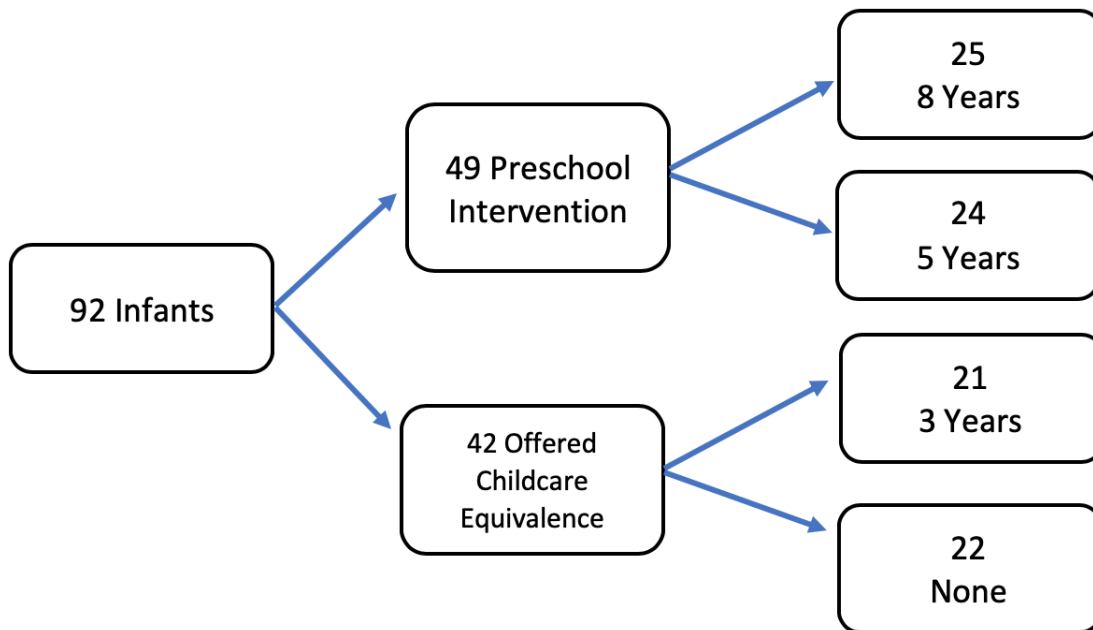 92 Infants
49 Preschool
Intervention
42 Offered
Childcare
Equivalence
25
8 Years
24
5 Years
21
3 Years
22
None